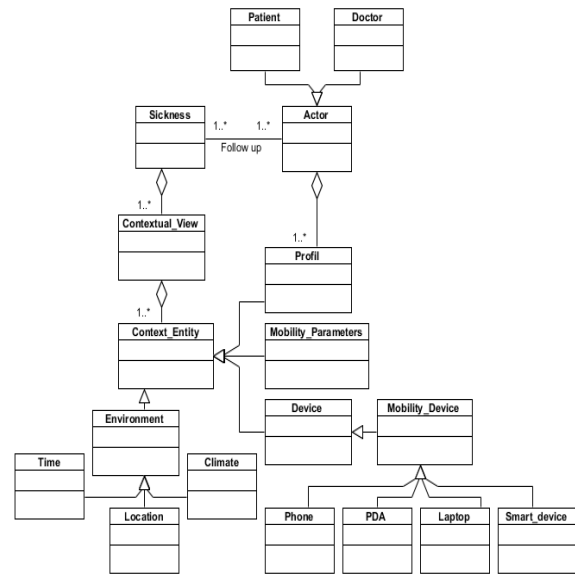 Patient
Doctor
Sickness
Actor
1..*
1..*
Follow up
1..*
Contextual_View
1..*
Profil
1..*
Context_Entity
Mobility_Parameters
Environment
Device
Mobility_Device
Time
Climate
Location
Phone
PDA
Laptop
Smart_device